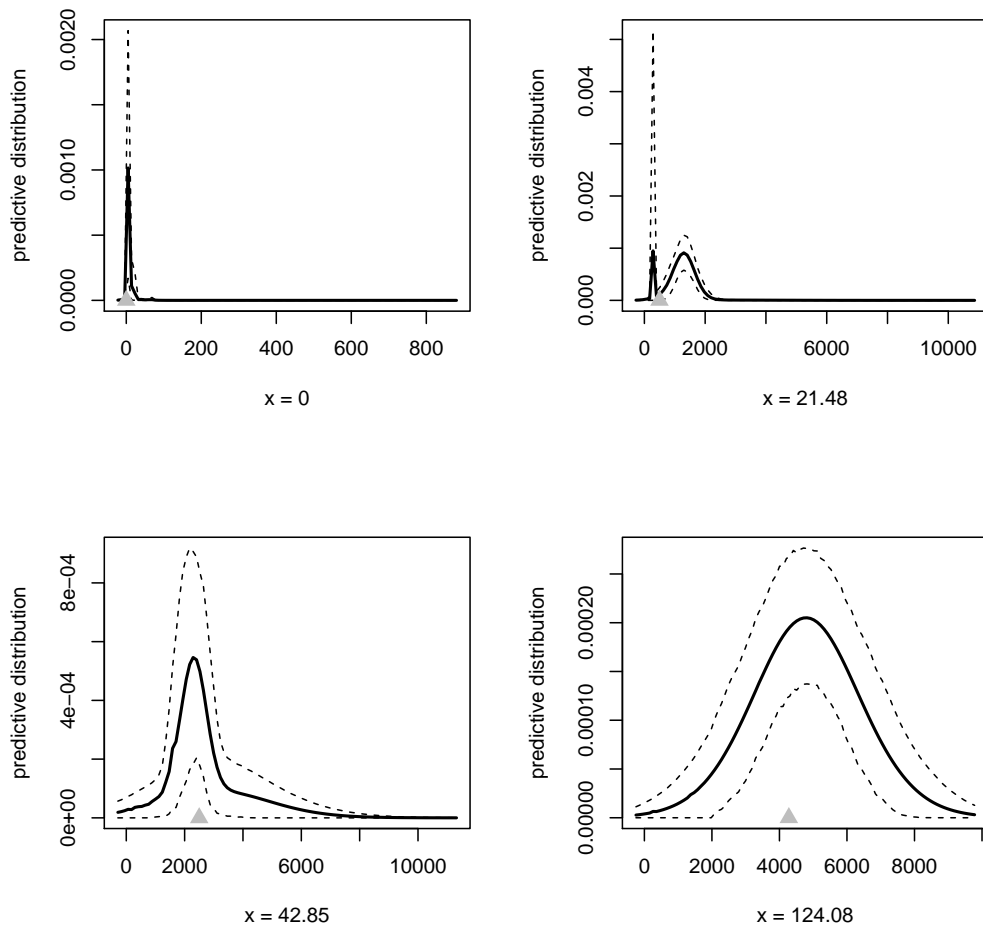 predictive distribution
0.0000 0.0010 0.0020
0 200 400 600 800
x = 0
predictive distribution
0.000 0.002 0.004
0 2000 6000 10000
x = 21.48
predictive distribution
0e+00 4e−04 8e−04
0 2000 6000 10000
x = 42.85
predictive distribution
0.00000 0.00010 0.00020
0 2000 4000 6000 8000
x = 124.08